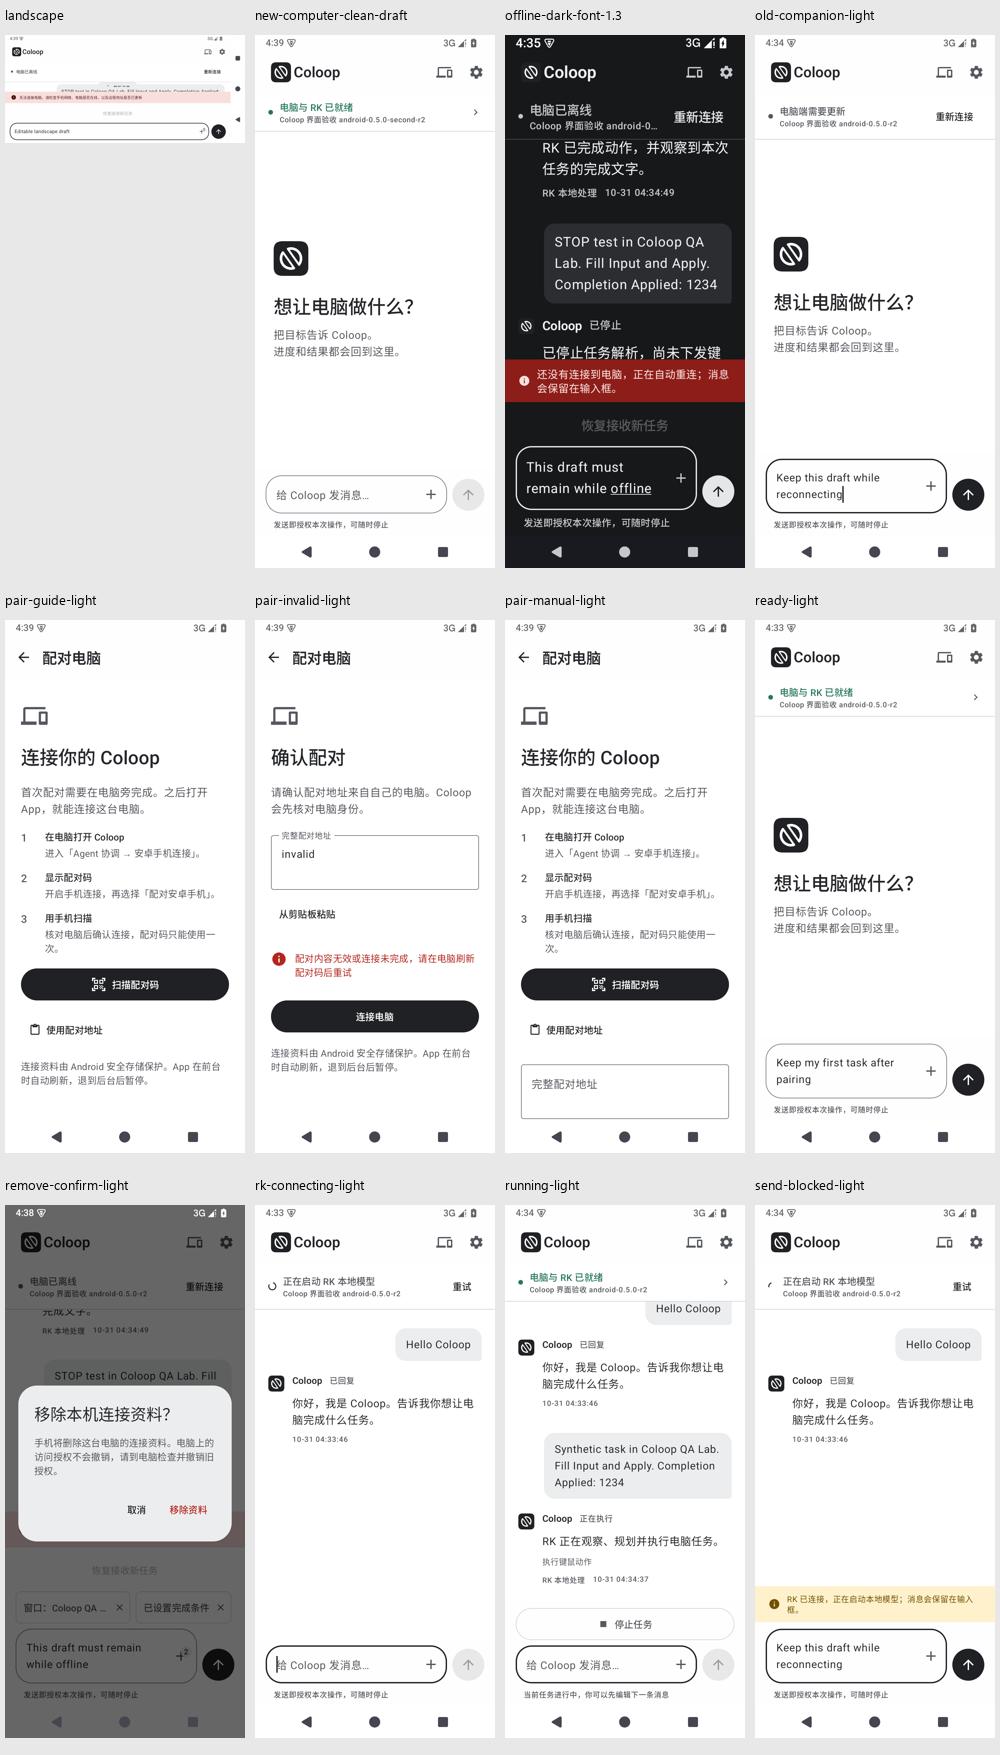 landscape
4:39
Coloop
电脑已离线
重新连接
Editable landscape draft
new-computer-clean-draft
4:39
3G
Coloop
电脑与 RK 已就绪
Coloop 界面验收 android-0.5.0-second-r2
想让电脑做什么？
把目标告诉 Coloop。
进度和结果都会回到这里。
给 Coloop 发消息…
发送即授权本次操作，可随时停止
offline-dark-font-1.3
4:35
3G
Coloop
电脑已离线
Coloop 界面验收 android-0…
重新连接
RK 已完成动作，并观察到本次
任务的完成文字。
RK 本地处理 10-31 04:34:49
STOP test in Coloop QA
Lab. Fill Input and Apply.
Completion Applied: 1234
Coloop 已停止
已停止任务解析，尚未下发键
还没有连接到电脑，正在自动重连；消息
会保留在输入框。
恢复接收新任务
This draft must
remain while offline
发送即授权本次操作，可随时停止
old-companion-light
4:34
3G
Coloop
电脑端需要更新
Coloop 界面验收 android-0.5.0-r2
重新连接
想让电脑做什么？
把目标告诉 Coloop。
进度和结果都会回到这里。
Keep this draft while
reconnecting
发送即授权本次操作，可随时停止
pair-guide-light
4:39
3G
配对电脑
连接你的 Coloop
首次配对需要在电脑旁完成。之后打开
App，就能连接这台电脑。
1 在电脑打开 Coloop
进入「Agent 协调 → 安卓手机连接」。
2 显示配对码
开启手机连接，再选择「配对安卓手机」。
3 用手机扫描
核对电脑后确认连接，配对码只能使用一
次。
扫描配对码
使用配对地址
连接资料由 Android 安全存储保护。App 在前台
时自动刷新，退到后台后暂停。
pair-invalid-light
4:39
3G
配对电脑
确认配对
请确认配对地址来自自己的电脑。Coloop
会先核对电脑身份。
完整配对地址
invalid
从剪贴板粘贴
配对内容无效或连接未完成，请在电脑刷新
配对码后重试
连接电脑
连接资料由 Android 安全存储保护。App 在前台
时自动刷新，退到后台后暂停。
pair-manual-light
4:39
3G
配对电脑
连接你的 Coloop
首次配对需要在电脑旁完成。之后打开
App，就能连接这台电脑。
1 在电脑打开 Coloop
进入「Agent 协调 → 安卓手机连接」。
2 显示配对码
开启手机连接，再选择「配对安卓手机」。
3 用手机扫描
核对电脑后确认连接，配对码只能使用一
次。
扫描配对码
使用配对地址
完整配对地址
ready-light
4:33
3G
Coloop
电脑与 RK 已就绪
Coloop 界面验收 android-0.5.0-r2
想让电脑做什么？
把目标告诉 Coloop。
进度和结果都会回到这里。
Keep my first task after
pairing
发送即授权本次操作，可随时停止
remove-confirm-light
4:38
3G
Coloop
电脑已离线
Coloop 界面验收 android-0.5.0-r2
重新连接
完成文字。
RK 本地处理 10-31 04:34:49
STOP test in Coloop QA Lab. Fill
移除本机连接资料？
手机将删除这台电脑的连接资料。电脑上的
访问授权不会撤销，请到电脑检查并撤销旧
授权。
取消
移除资料
恢复接收新任务
窗口：Coloop QA …
已设置完成条件
This draft must remain
while offline
2
发送即授权本次操作，可随时停止
rk-connecting-light
4:33
3G
Coloop
正在启动 RK 本地模型
Coloop 界面验收 android-0.5.0-r2
重试
Hello Coloop
Coloop 已回复
你好，我是 Coloop。告诉我你想让电
脑完成什么任务。
10-31 04:33:46
给 Coloop 发消息…
发送即授权本次操作，可随时停止
running-light
4:34
3G
Coloop
电脑与 RK 已就绪
Coloop 界面验收 android-0.5.0-r2
Hello Coloop
Coloop 已回复
你好，我是 Coloop。告诉我你想让电
脑完成什么任务。
10-31 04:33:46
Synthetic task in Coloop QA Lab.
Fill Input and Apply. Completion
Applied: 1234
Coloop 正在执行
RK 正在观察、规划并执行电脑任务。
执行键鼠动作
RK 本地处理 10-31 04:34:37
停止任务
给 Coloop 发消息…
当前任务进行中，你可以先编辑下一条消息
send-blocked-light
4:34
3G
Coloop
正在启动 RK 本地模型
Coloop 界面验收 android-0.5.0-r2
重试
Hello Coloop
Coloop 已回复
你好，我是 Coloop。告诉我你想让电
脑完成什么任务。
10-31 04:33:46
RK 已连接，正在启动本地模型；消息会保留在输入
框。
Keep this draft while
reconnecting
发送即授权本次操作，可随时停止